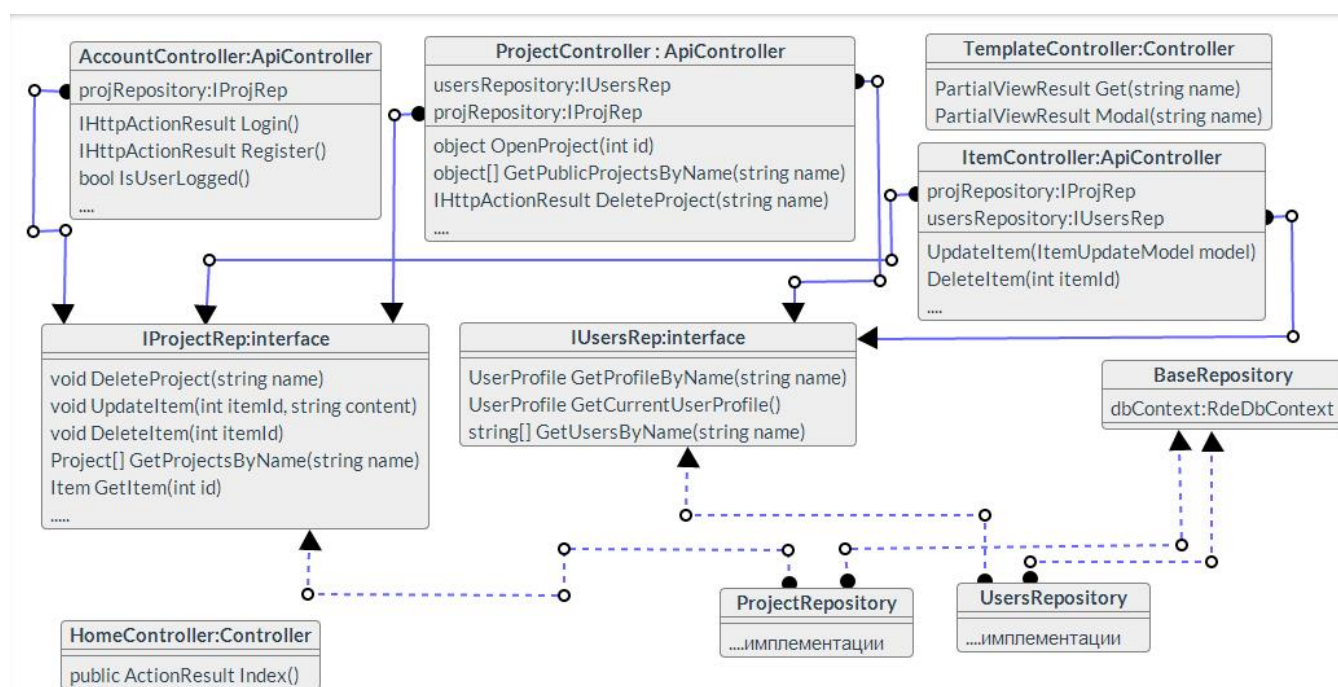 AccountController:ApiController
projRepository:IProjRep
IHttpActionResult Login()
IHttpActionResult Register()
bool IsUserLogged()
....
ProjectController : ApiController
usersRepository:IUsersRep
projRepository:IProjRep
object OpenProject(int id)
object[] GetPublicProjectsByName(string name)
IHttpActionResult DeleteProject(string name)
....
TemplateController:Controller
PartialViewResult Get(string name)
PartialViewResult Modal(string name)
ItemController:ApiController
projRepository:IProjRep
usersRepository:IUsersRep
UpdateItem(ItemUpdateModel model)
DeleteItem(int itemId)
....
IProjectRep:interface
void DeleteProject(string name)
void UpdateItem(int itemId, string content)
void DeleteItem(int itemId)
Project[] GetProjectsByName(string name)
Item GetItem(int id)
.....
IUsersRep:interface
UserProfile GetProfileByName(string name)
UserProfile GetCurrentUserProfile()
string[] GetUsersByName(string name)
BaseRepository
dbContext:RdeDbContext
ProjectRepository
....имплементации
UsersRepository
....имплементации
HomeController:Controller
public ActionResult Index()